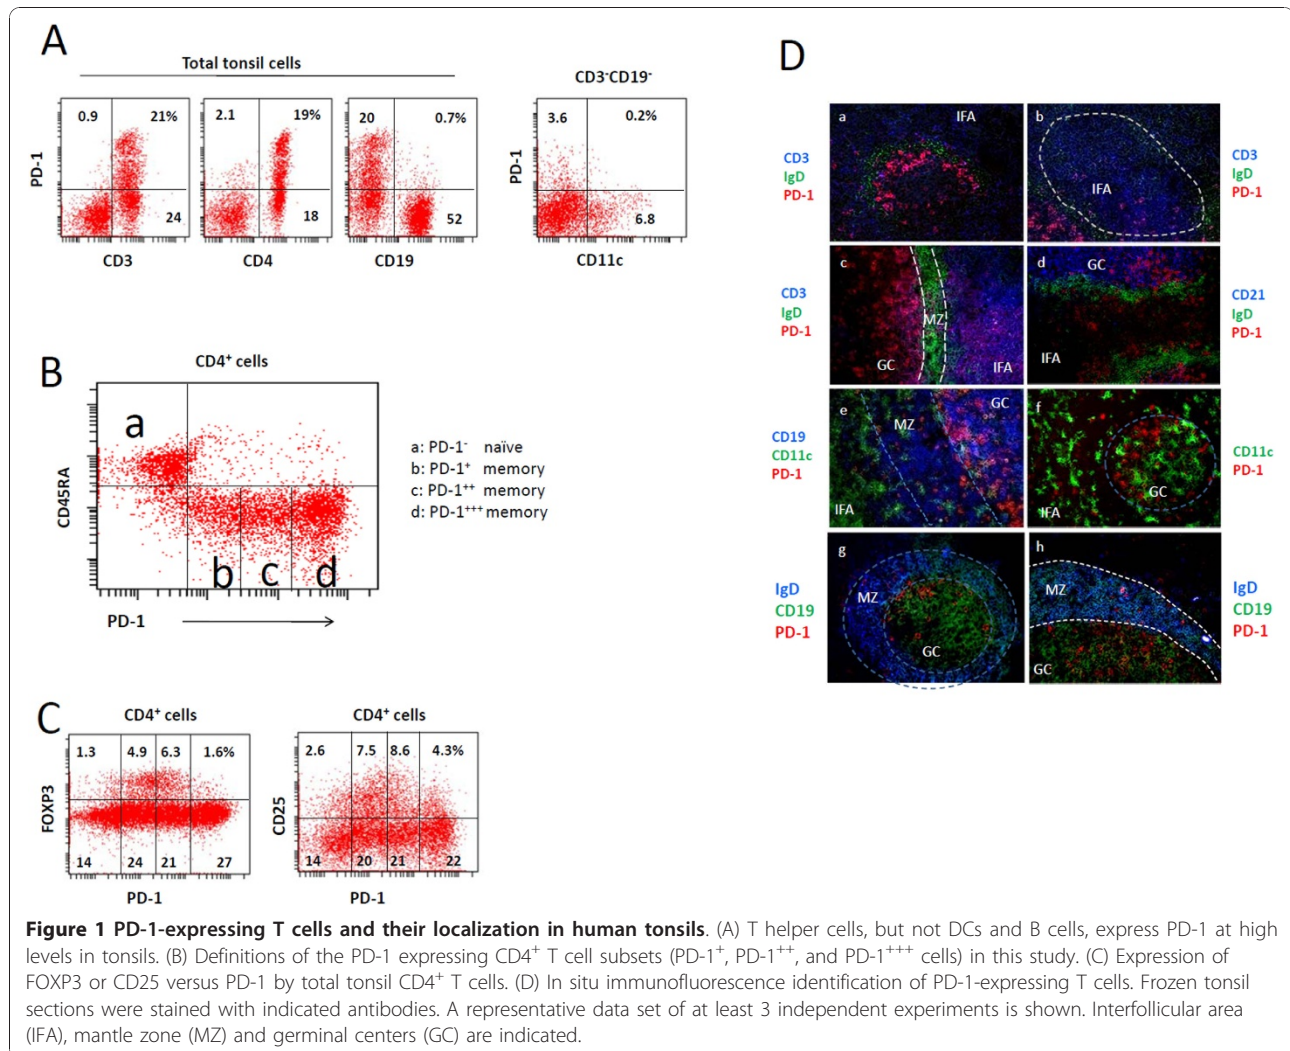 A
Total tonsil cells
CD3-CD19-
PD-1
0.9 21%
24
CD3
2.1 19%
18
CD4
20 0.7%
52
CD19
PD-1
3.6 0.2%
6.8
CD11c
B
CD4+ cells
CD45RA
a
b c d
PD-1
a: PD-1- naïve
b: PD-1+ memory
c: PD-1++ memory
d: PD-1+++ memory
C
CD4+ cells
FOXP3
1.3 4.9 6.3 1.6%
14 24 21 27
PD-1
CD4+ cells
CD25
2.6 7.5 8.6 4.3%
14 20 21 22
PD-1
D
CD3
IgD
PD-1
a
IFA
b
IFA
CD3
IgD
PD-1
CD3
IgD
PD-1
c
MZ
GC
IFA
d
GC
IFA
CD21
IgD
PD-1
CD19
CD11c
PD-1
e
GC
MZ
IFA
f
GC
IFA
CD11c
PD-1
IgD
CD19
PD-1
g
MZ
GC
h
MZ
GC
IgD
CD19
PD-1
Figure 1 PD-1-expressing T cells and their localization in human tonsils. (A) T helper cells, but not DCs and B cells, express PD-1 at high
levels in tonsils. (B) Definitions of the PD-1 expressing CD4+ T cell subsets (PD-1+, PD-1++, and PD-1+++ cells) in this study. (C) Expression of
FOXP3 or CD25 versus PD-1 by total tonsil CD4+ T cells. (D) In situ immunofluorescence identification of PD-1-expressing T cells. Frozen tonsil
sections were stained with indicated antibodies. A representative data set of at least 3 independent experiments is shown. Interfollicular area
(IFA), mantle zone (MZ) and germinal centers (GC) are indicated.